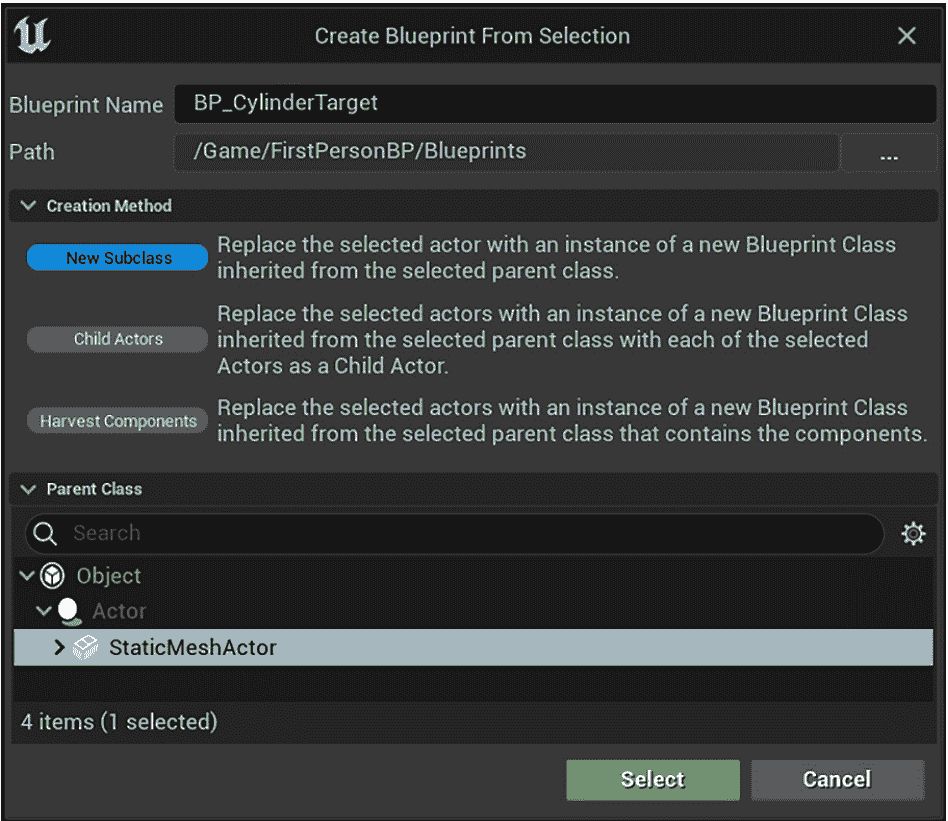 Create Blueprint From Selection
Blueprint Name BP_CylinderTarget
Path /Game/FirstPersonBP/Blueprints ...
Creation Method
New Subclass
Replace the selected actor with an instance of a new Blueprint Class
inherited from the selected parent class.
Child Actors
Replace the selected actors with an instance of a new Blueprint Class
inherited from the selected parent class with each of the selected
Actors as a Child Actor.
Harvest Components
Replace the selected actors with an instance of a new Blueprint Class
inherited from the selected parent class that contains the components.
Parent Class
Search
Object
Actor
StaticMeshActor
4 items (1 selected)
Select Cancel